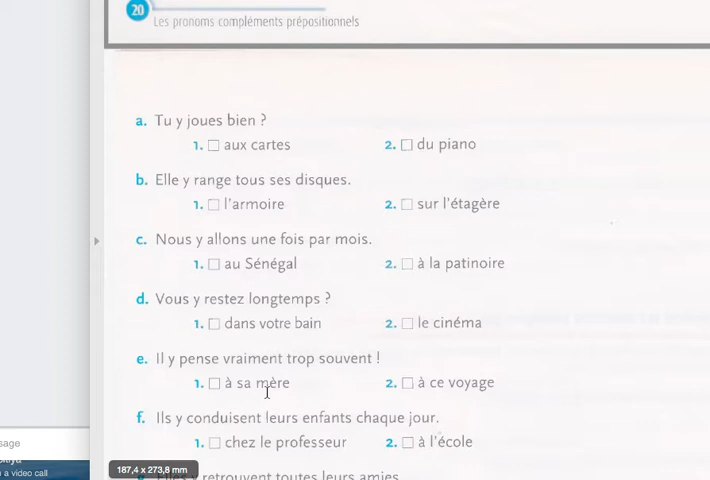 20
Les pronoms compléments prépositionnels
a. Tu y joues bien ?
1. aux cartes 2. du piano
b. Elle y range tous ses disques.
1. l'armoire 2. sur l'étagère
c. Nous y allons une fois par mois.
1. au Sénégal 2. à la patinoire
d. Vous y restez longtemps ?
1. dans votre bain 2. le cinéma
e. Il y pense vraiment trop souvent !
1. à sa mère 2. à ce voyage
f. Ils y conduisent leurs enfants chaque jour.
1. chez le professeur 2. à l'école
sage
a video call
187,4 x 273,8 mm
retrouvent toutes leurs amies